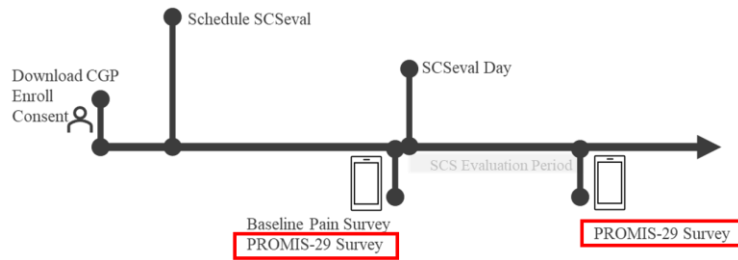 Schedule SCSeval
Download CGP
Enroll
Consent
SCSeval Day
SCS Evaluation Period
Baseline Pain Survey
PROMIS-29 Survey
PROMIS-29 Survey